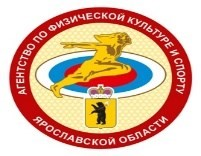 АГЕНТСТВО ПО ФИЗИЧЕСКОЙ КУЛЬТУРЕ И СПОРТУ
ЯРОСЛАВСКОЙ ОБЛАСТИ